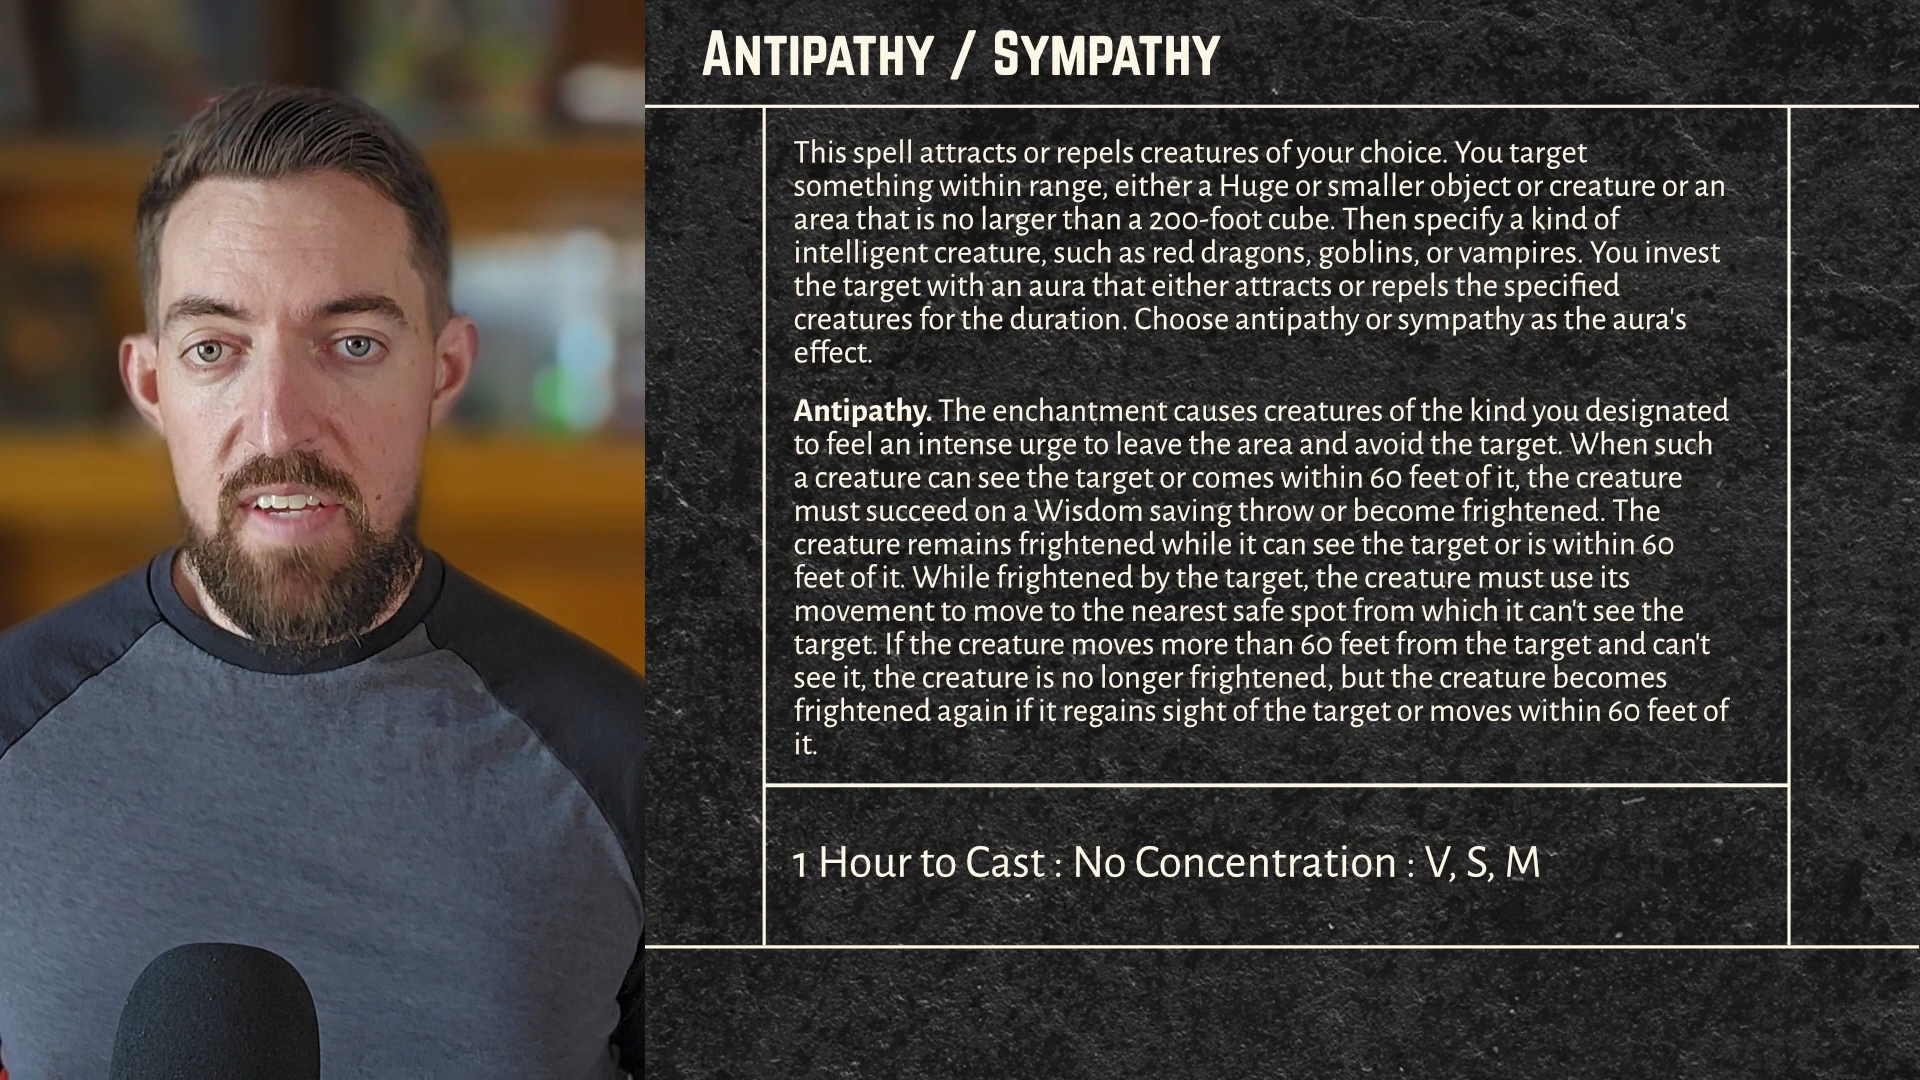 ANTIPATHY / SYMPATHY
This spell attracts or repels creatures of your choice. You target
something within range, either a Huge or smaller object or creature or an
area that is no larger than a 200-foot cube. Then specify a kind of
intelligent creature, such as red dragons, goblins, or vampires. You invest
the target with an aura that either attracts or repels the specified
creatures for the duration. Choose antipathy or sympathy as the aura's
effect.
Antipathy. The enchantment causes creatures of the kind you designated
to feel an intense urge to leave the area and avoid the target. When such
a creature can see the target or comes within 60 feet of it, the creature
must succeed on a Wisdom saving throw or become frightened. The
creature remains frightened while it can see the target or is within 60
feet of it. While frightened by the target, the creature must use its
movement to move to the nearest safe spot from which it can't see the
target. If the creature moves more than 60 feet from the target and can't
see it, the creature is no longer frightened, but the creature becomes
frightened again if it regains sight of the target or moves within 60 feet of
it.
1 Hour to Cast : No Concentration : V, S, M